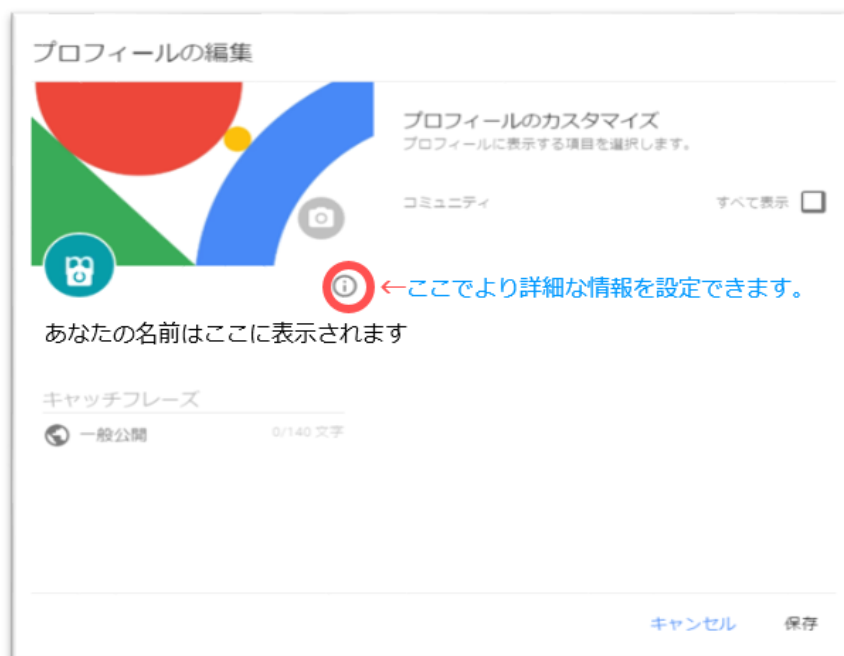 プロフィールの編集
プロフィールのカスタマイズ
プロフィールに表示する項目を選択します。
コミュニティ すべて表示
←ここでより詳細な情報を設定できます。
あなたの名前はここに表示されます
キャッチフレーズ
一般公開 0/140 文字
キャンセル 保存